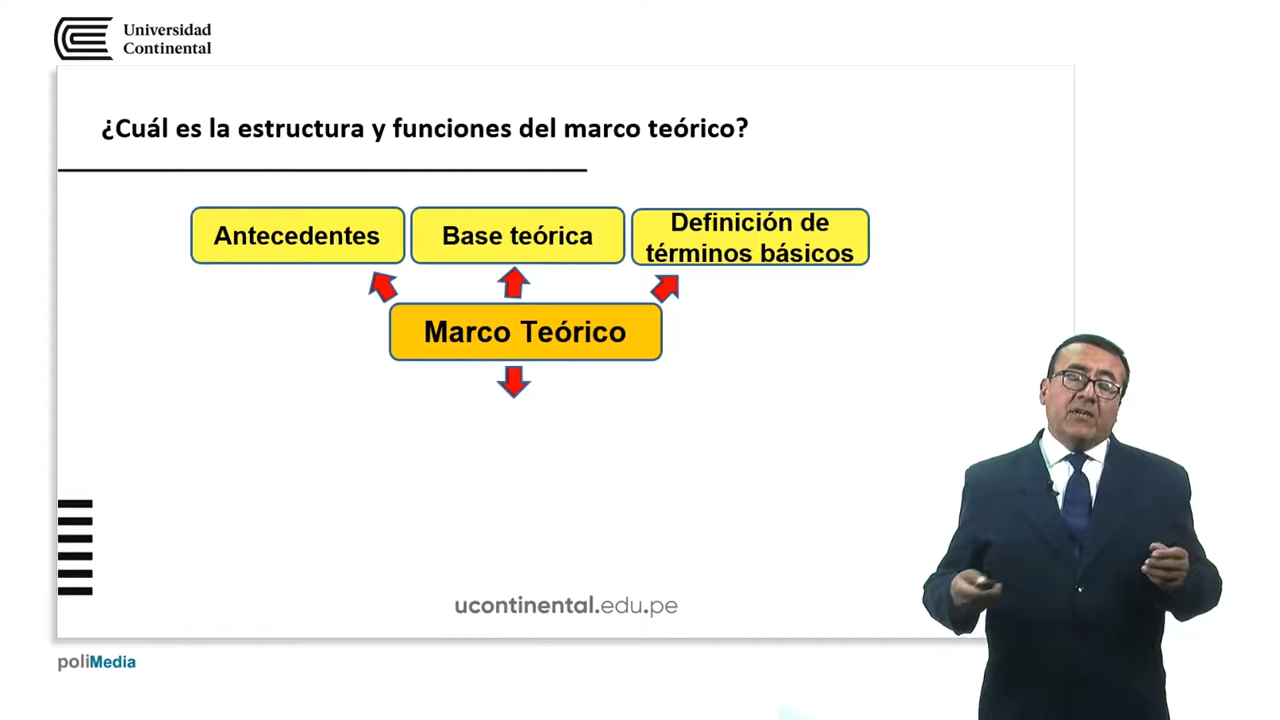 Universidad
Continental
¿Cuál es la estructura y funciones del marco teórico?
Antecedentes
Base teórica
Definición de
términos básicos
Marco Teórico
ucontinental.edu.pe
poliMedia